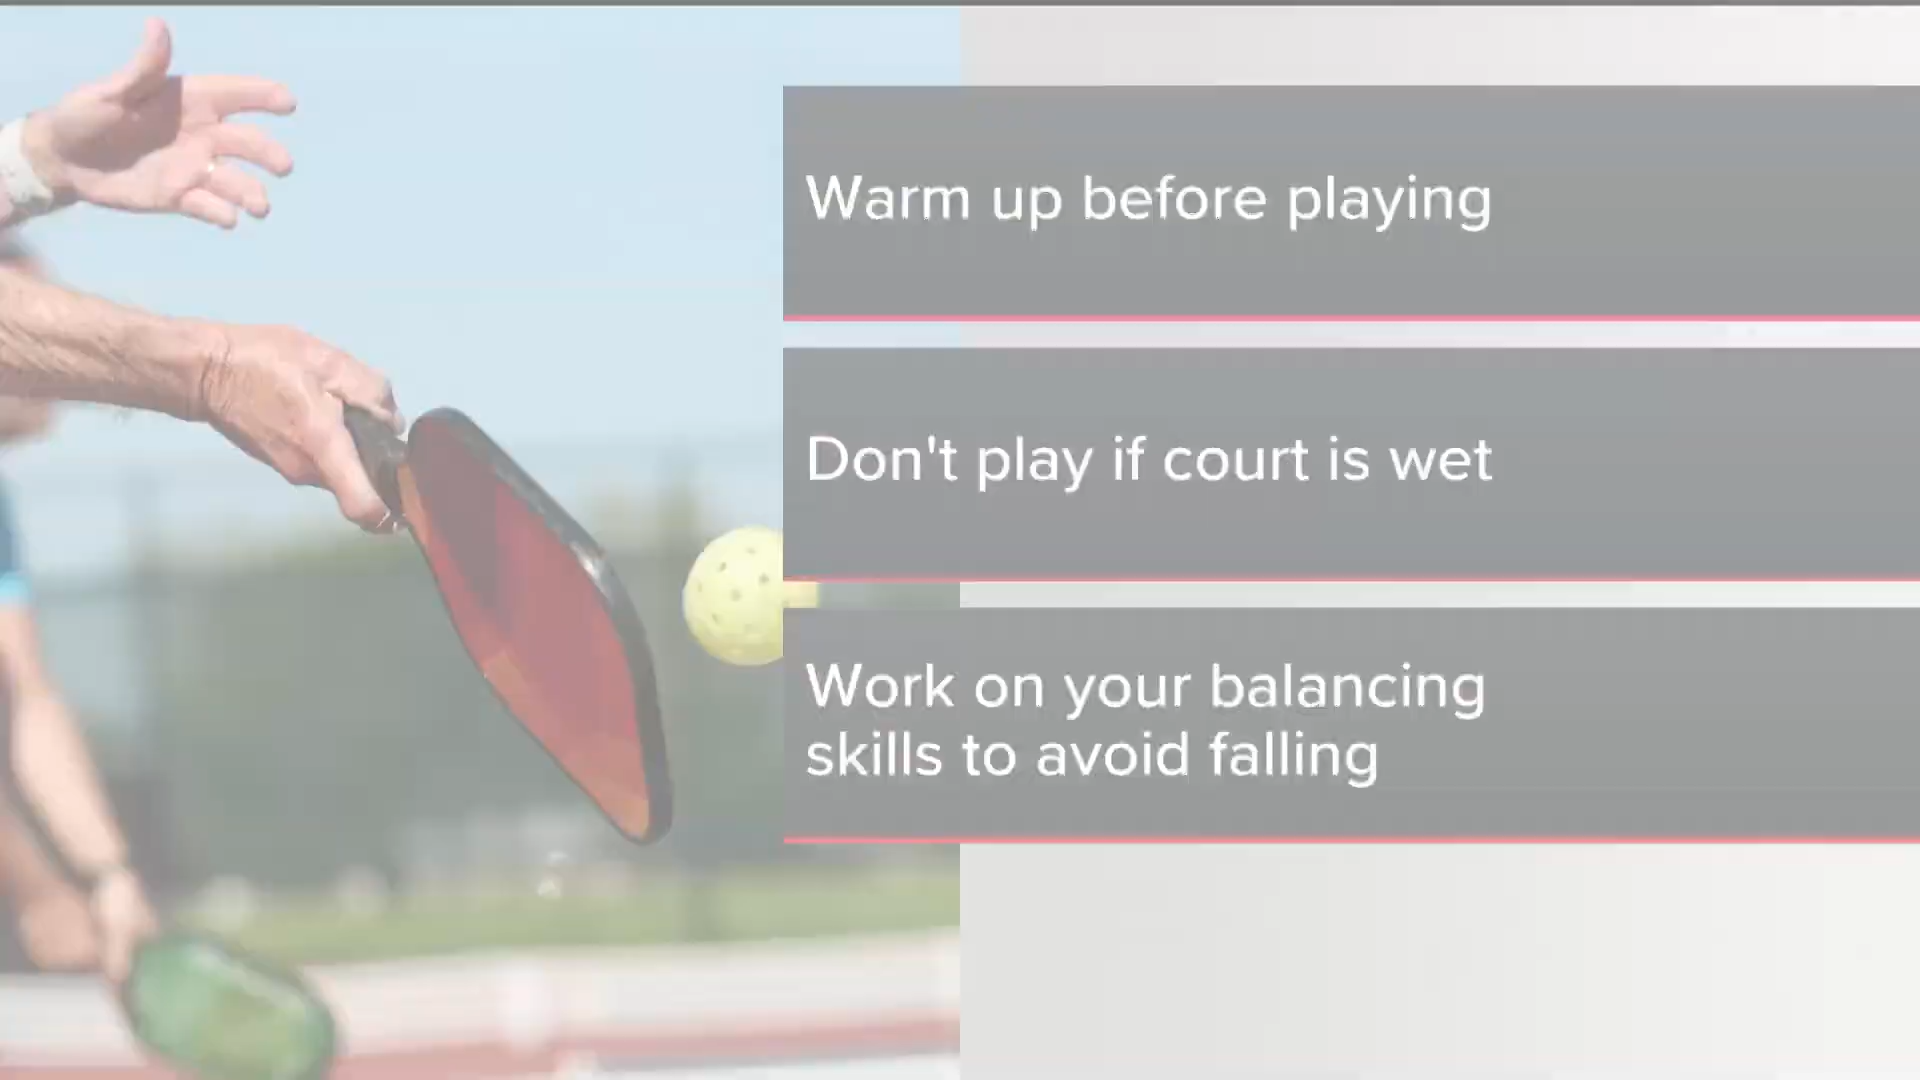 Warm up before playing
Don't play if court is wet
Work on your balancing
skills to avoid falling